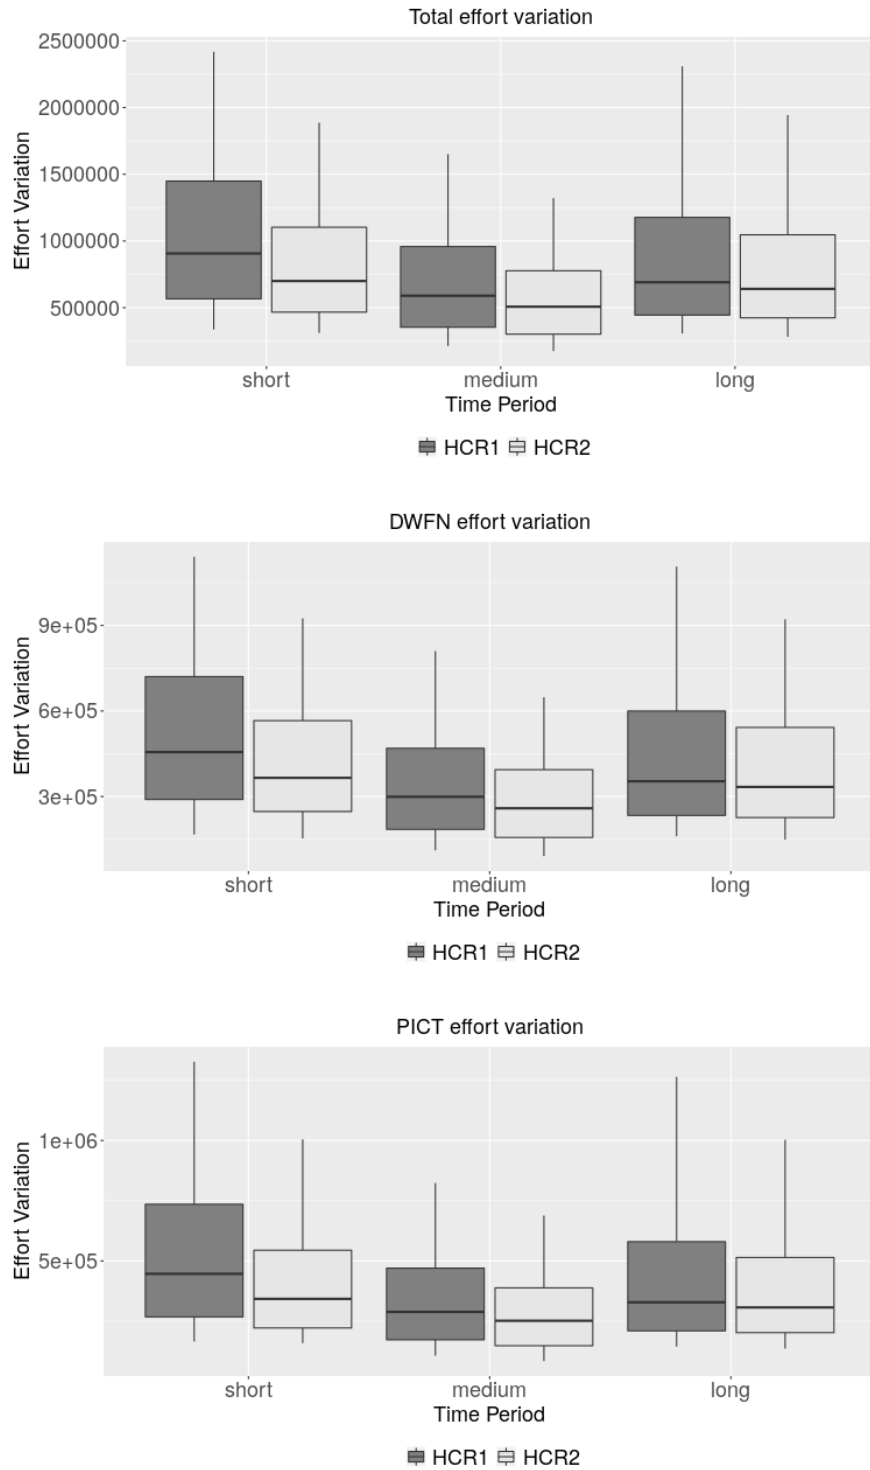 Total effort variation
2500000
2000000
1500000
1000000
500000
Effort Variation
short medium long
Time Period
HCR1 HCR2
DWFN effort variation
9e+05
6e+05
3e+05
Effort Variation
short medium long
Time Period
HCR1 HCR2
PICT effort variation
1e+06
5e+05
Effort Variation
short medium long
Time Period
HCR1 HCR2